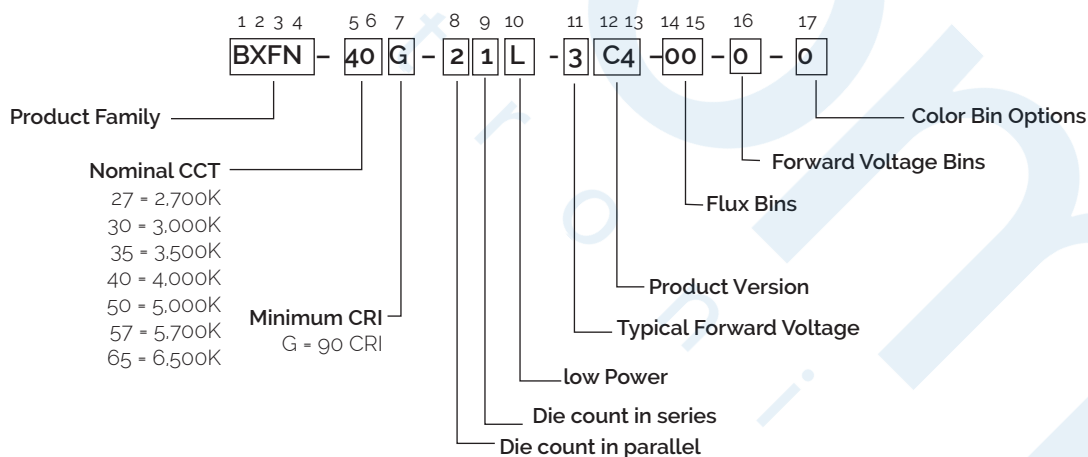 1 2 3 4 5 6 7 8 9 10 11 12 13 14 15 16 17
BXFN – 40 G – 2 1 L - 3 C4 –00 – 0 – 0
Product Family
Color Bin Options
Nominal CCT
Forward Voltage Bins
27 = 2,700K
30 = 3,000K
Flux Bins
35 = 3,500K
40 = 4,000K
50 = 5,000K
Product Version
57 = 5,700K
Minimum CRI
Typical Forward Voltage
65 = 6,500K
G = 90 CRI
low Power
Die count in series
Die count in parallel